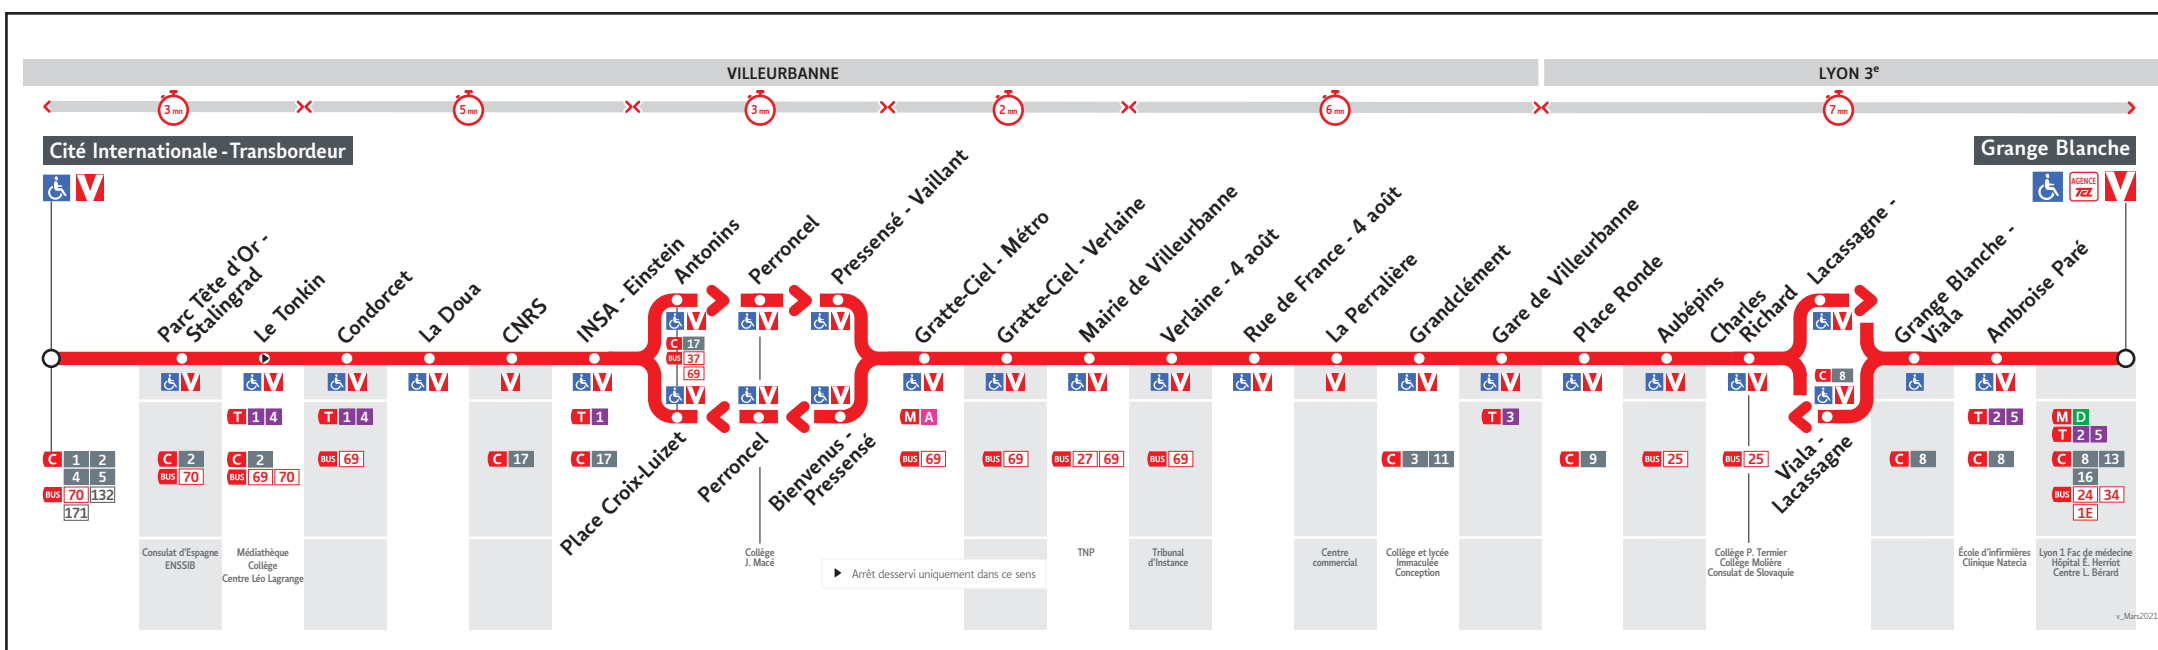 VILLEURBANNE
LYON 3e
3 mn
5 mn
3 mn
2 mn
6 mn
7 mn
Cité Internationale - Transbordeur
Grange Blanche
AGENCE
TCL
Parc Tête d'Or -
Stalingrad
Le Tonkin
Condorcet
La Doua
CNRS
INSA - Einstein
Antonins
Perroncel
Pressensé - Vaillant
Gratte-Ciel - Métro
Gratte-Ciel - Verlaine
Mairie de Villeurbanne
Verlaine - 4 août
Rue de France - 4 août
La Perralière
Grandclément
Gare de Villeurbanne
Place Ronde
Aubépins
Charles
Richard
Lacassagne -
Grange Blanche -
Viala
Ambroise Paré
Place Croix-Luizet
Perroncel
Bienvenus -
Pressensé
Viala -
Lacassagne
C 17
BUS 37
69
C 8
T 1 4
T 1 4
T 1
M A
T 3
T 2 5
M D
T 2 5
C 1 2
4 5
BUS 70 132
171
C 2
BUS 70
C 2
BUS 69 70
BUS 69
C 17
C 17
BUS 69
BUS 69
BUS 27 69
BUS 69
C 3 11
C 9
BUS 25
BUS 25
C 8
C 8
C 8 13
16
BUS 24 34
1E
Consulat d'Espagne
ENSSIB
Médiathèque
Collège
Centre Léo Lagrange
Collège
J. Macé
TNP
Tribunal
d'Instance
Centre
commercial
Collège et lycée
Immaculée
Conception
Collège P. Termier
Collège Molière
Consulat de Slovaquie
École d'infirmières
Clinique Natecia
Lyon 1 Fac de médecine
Hôpital E. Herriot
Centre L. Bérard
Arrêt desservi uniquement dans ce sens
v_Mars2021